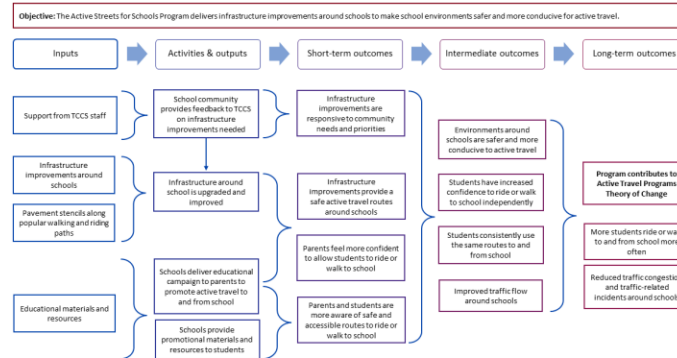 Objective: The Active Streets for Schools Program delivers infrastructure improvements around schools to make school environments safer and more conducive for active travel.
Inputs
Activities & outputs
Short-term outcomes
Intermediate outcomes
Long-term outcomes
Support from TCCS staff
Infrastructure
improvements around
schools
Pavement stencils along
popular walking and riding
paths
Educational materials and
resources
School community
provides feedback to TCCS
on infrastructure
improvements needed
Infrastructure around
school is upgraded and
improved
Schools deliver educational
campaign to parents to
promote active travel to
and from school
Schools provide
promotional materials and
resources to students
Infrastructure
improvements are
responsive to community
needs and priorities
Infrastructure
improvements provide a
safe active travel routes
around schools
Parents feel more confident
to allow students to ride or
walk to school
Parents and students are
more aware of safe and
accessible routes to ride or
walk to school
Environments around
schools are safer and more
conducive to active travel
Students have increased
confidence to ride or walk
to school independently
Students consistently use
the same routes to and
from school
Improved traffic flow
around schools
Program contributes to
Active Travel Programs
Theory of Change
More students ride or wa
to and from school more
often
Reduced traffic congestio
and traffic-related
incidents around schools